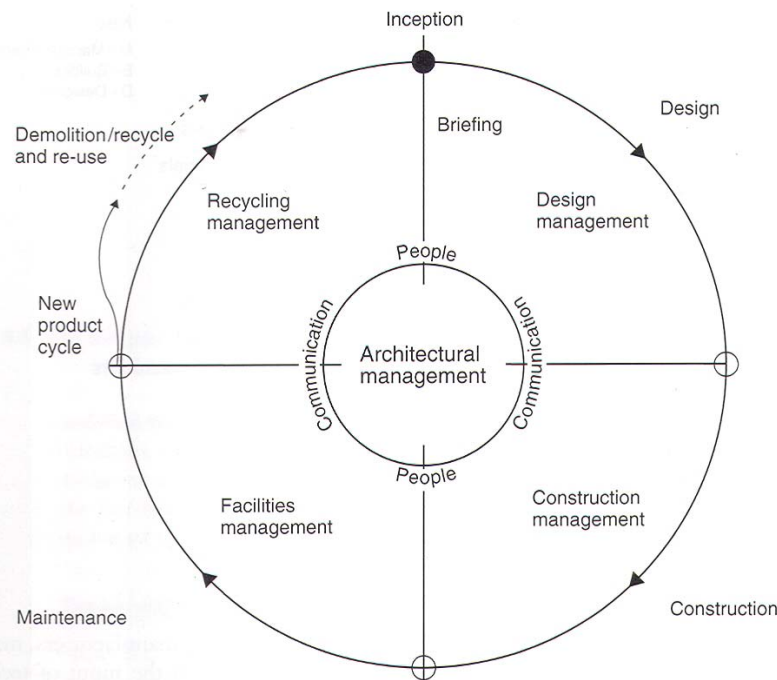 Inception
Design
Briefing
Demolition/recycle
and re-use
Recycling
management
Design
management
People
New
product
cycle
Communication
Architectural
management
Communication
People
Facilities
management
Construction
management
Maintenance
Construction